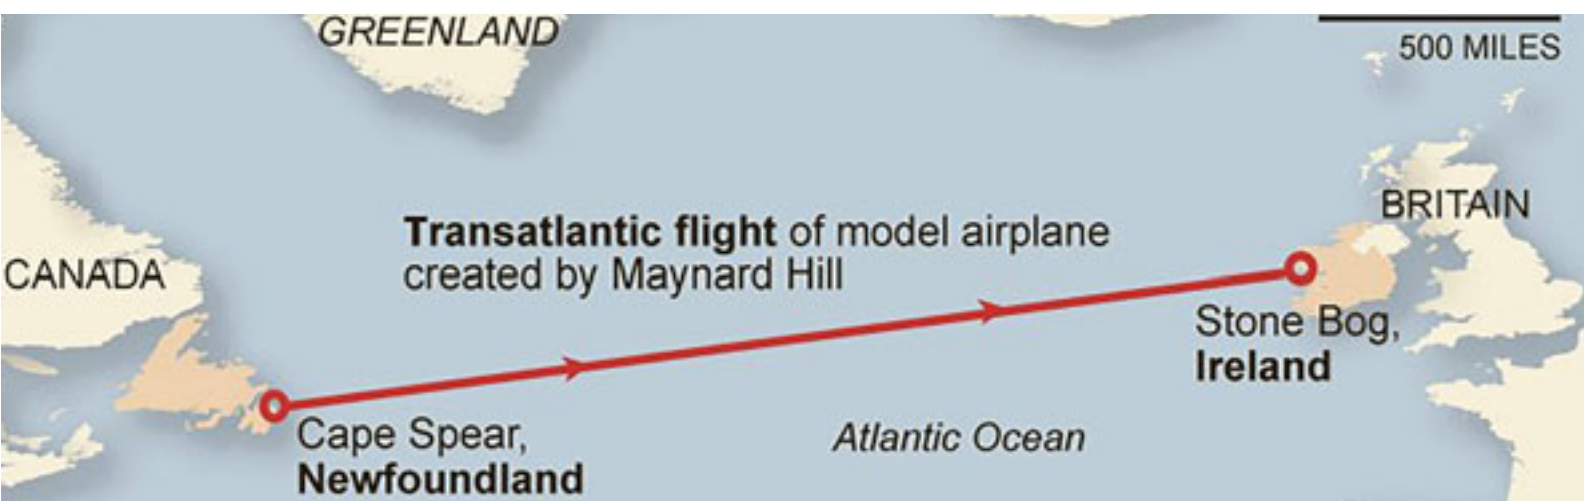 GREENLAND
500 MILES
BRITAIN
Transatlantic flight of model airplane
created by Maynard Hill
CANADA
Stone Bog,
Ireland
Cape Spear,
Newfoundland
Atlantic Ocean